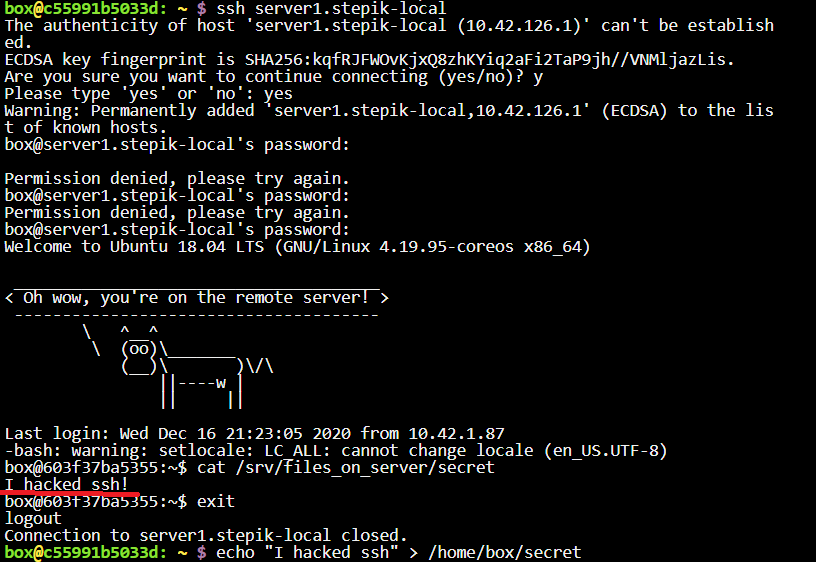 box@c55991b5033d: ~ $ ssh server1.stepik-local
The authenticity of host 'server1.stepik-local (10.42.126.1)' can't be establish
ed.
ECDSA key fingerprint is SHA256:kqfRJFWOvKjxQ8zhKYiq2aFi2TaP9jh//VNMljazLis.
Are you sure you want to continue connecting (yes/no)? y
Please type 'yes' or 'no': yes
Warning: Permanently added 'server1.stepik-local,10.42.126.1' (ECDSA) to the lis
t of known hosts.
box@server1.stepik-local's password:
Permission denied, please try again.
box@server1.stepik-local's password:
Permission denied, please try again.
box@server1.stepik-local's password:
Welcome to Ubuntu 18.04 LTS (GNU/Linux 4.19.95-coreos x86_64)
 ______________________________________
< Oh wow, you're on the remote server! >
 --------------------------------------
        \   ^__^
         \  (oo)\_______
            (__)\       )\/\
                ||----w |
                ||     ||
Last login: Wed Dec 16 21:23:05 2020 from 10.42.1.87
-bash: warning: setlocale: LC_ALL: cannot change locale (en_US.UTF-8)
box@603f37ba5355:~$ cat /srv/files_on_server/secret
I hacked ssh!
box@603f37ba5355:~$ exit
logout
Connection to server1.stepik-local closed.
box@c55991b5033d: ~ $ echo "I hacked ssh" > /home/box/secret